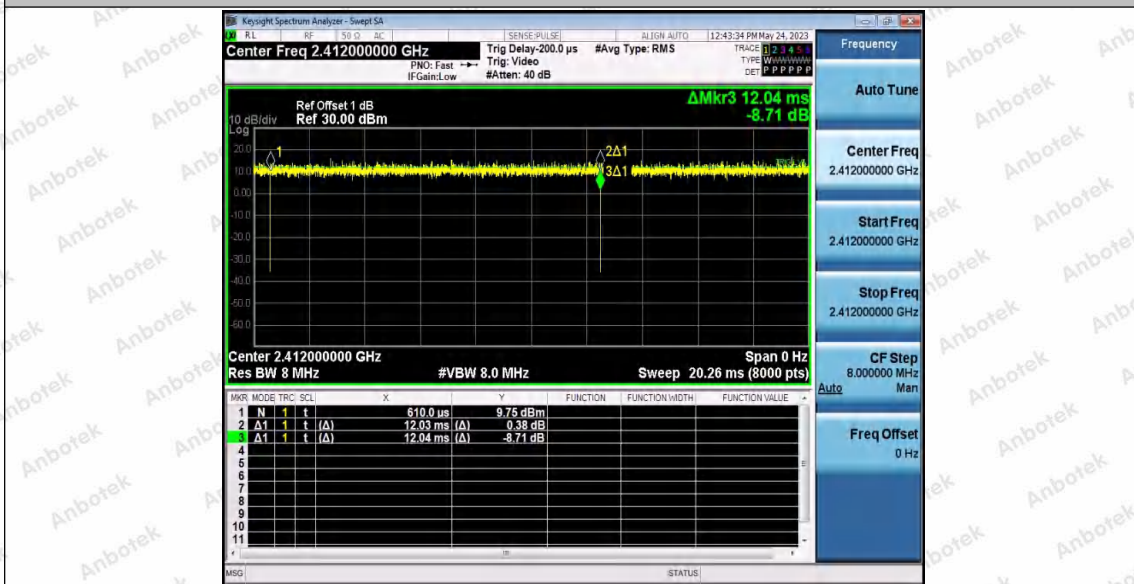 Keysight Spectrum Analyzer - Swept SA
RL RF 50 Ω AC SENSE:PULSE ALIGN AUTO 12:43:34 PM May 24, 2023
Center Freq 2.412000000 GHz
PNO: Fast
IFGain:Low
Trig Delay-200.0 µs
Trig: Video
#Atten: 40 dB
#Avg Type: RMS
TRACE 1 2 3 4 5 6
TYPE WWWWWW
DET P P P P P P
Frequency
Auto Tune
Center Freq
2.412000000 GHz
Start Freq
2.412000000 GHz
Stop Freq
2.412000000 GHz
CF Step
8.000000 MHz
Auto Man
Freq Offset
0 Hz
ΔMkr3 12.04 ms
-8.71 dB
Ref Offset 1 dB
10 dB/div Ref 30.00 dBm
Log
20.0
10.0
0.00
-10.0
-20.0
-30.0
-40.0
-50.0
-60.0
1
2Δ1
3Δ1
Center 2.412000000 GHz Span 0 Hz
Res BW 8 MHz #VBW 8.0 MHz Sweep 20.26 ms (8000 pts)
MKR MODE TRC SCL X Y FUNCTION FUNCTION WIDTH FUNCTION VALUE
1 N 1 t 610.0 µs 9.75 dBm
2 Δ1 1 t (Δ) 12.03 ms (Δ) 0.38 dB
3 Δ1 1 t (Δ) 12.04 ms (Δ) -8.71 dB
4
5
6
7
8
9
10
11
MSG STATUS
Anbotek